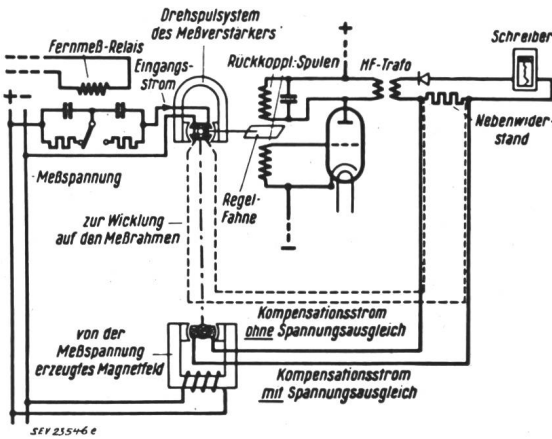 Drehspulsystem
des Meßverstärkers
Fernmeß-Relais
Eingangs-
strom
Rückkoppl.-Spulen
+
MF-Trafo
Schreiber
+ -
Nebenwider-
stand
Meßspannung
Regel-
Fahne
-
zur Wicklung
auf den Meßrahmen
Kompensationsstrom
ohne Spannungsausgleich
von der
Meßspannung
erzeugtes Magnetfeld
Kompensationsstrom
mit Spannungsausgleich
SEV 23546 e